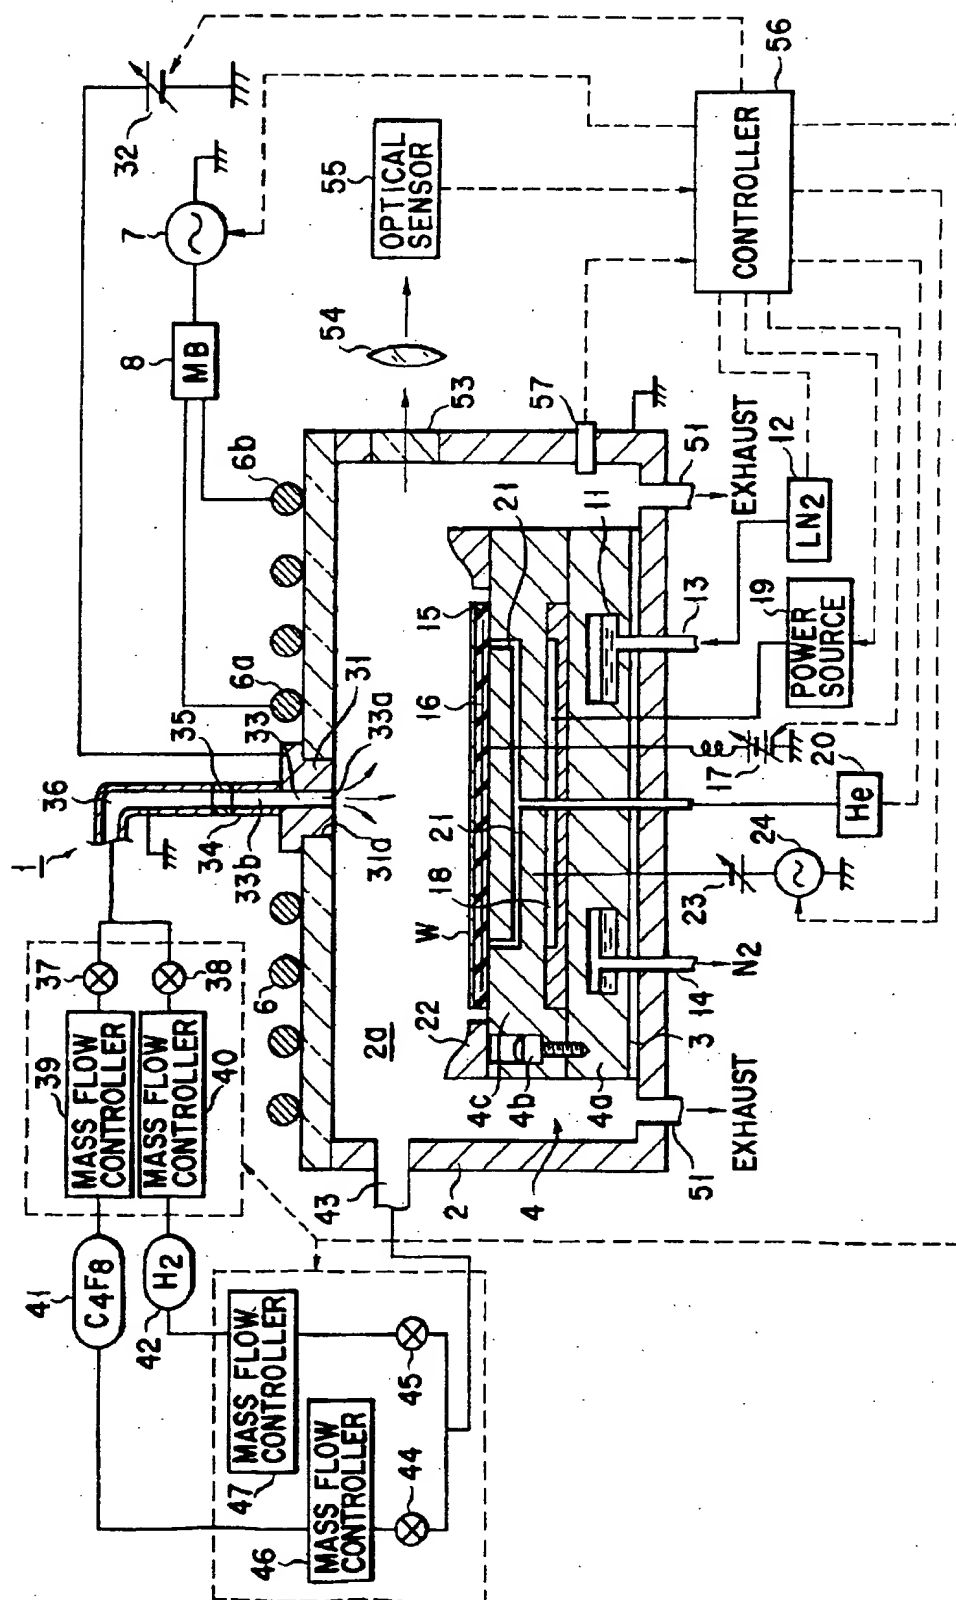 1
36
41
C4F8
39
MASS FLOW
CONTROLLER
37
32
42
H2
MASS FLOW
CONTROLLER
40
38
34
35
7
8
MB
33b
33
6a
6b
47
MASS FLOW
CONTROLLER
46
MASS FLOW
CONTROLLER
45
44
43
6
31a
33a
31
54
55
OPTICAL
SENSOR
53
2a
22
W
18
21
16
15
21
11
57
2
4
4c
4b
4a
3
14
23
24
17
20
13
19
12
51
51
EXHAUST
N2
He
POWER
SOURCE
LN2
EXHAUST
CONTROLLER
56